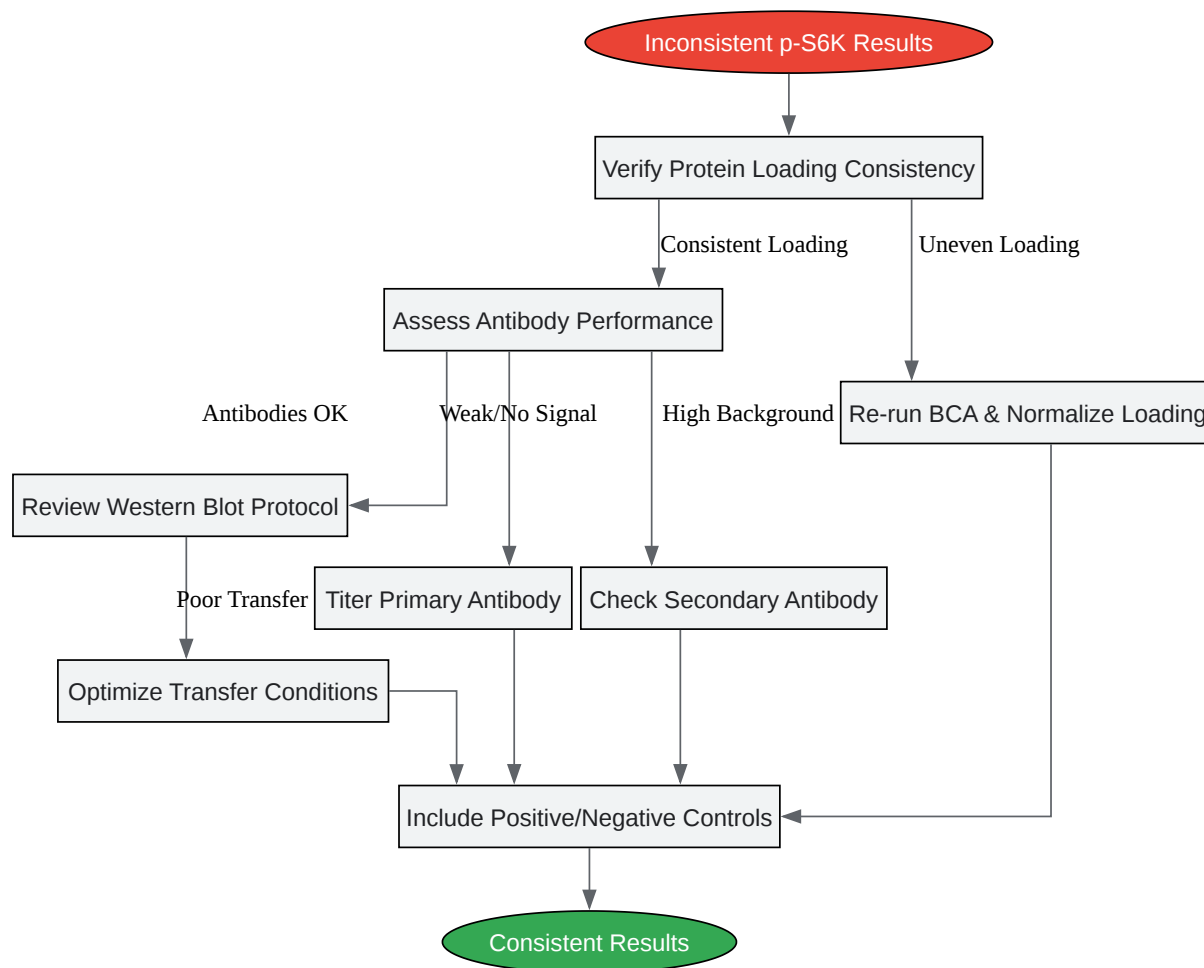 Inconsistent p-S6K Results
Verify Protein Loading Consistency
Consistent Loading
Uneven Loading
Assess Antibody Performance
Antibodies OK
Weak/No Signal
High Background
Re-run BCA & Normalize Loading
Review Western Blot Protocol
Poor Transfer
Titer Primary Antibody
Check Secondary Antibody
Optimize Transfer Conditions
Include Positive/Negative Controls
Consistent Results